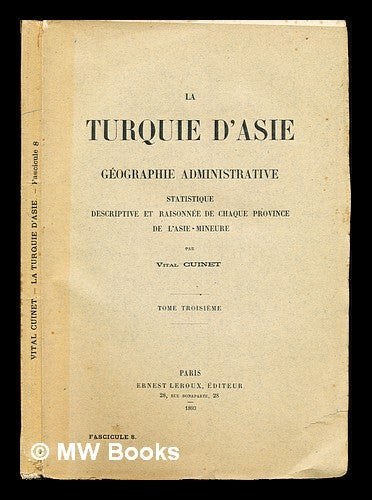 VITAL CUINET — LA TURQUIE D'ASIE — Fascicule 8
LA
TURQUIE D'ASIE
GÉOGRAPHIE ADMINISTRATIVE
STATISTIQUE
DESCRIPTIVE ET RAISONNÉE DE CHAQUE PROVINCE
DE L'ASIE-MINEURE
PAR
VITAL CUINET
TOME TROISIÈME
PARIS
ERNEST LEROUX, ÉDITEUR
28, RUE BONAPARTE, 28
1893
FASCICULE 8.
© MW Books